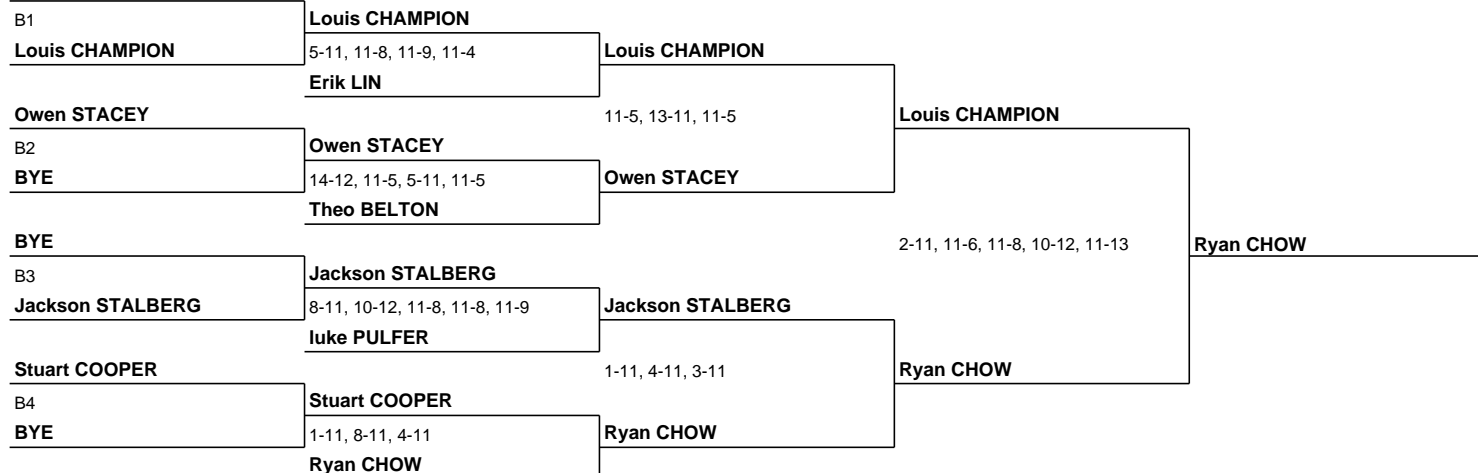 B1
Louis CHAMPION
Louis CHAMPION
5-11, 11-8, 11-9, 11-4
Erik LIN
Louis CHAMPION
Owen STACEY
B2
BYE
Owen STACEY
14-12, 11-5, 5-11, 11-5
Theo BELTON
11-5, 13-11, 11-5
Owen STACEY
Louis CHAMPION
BYE
B3
Jackson STALBERG
Jackson STALBERG
8-11, 10-12, 11-8, 11-8, 11-9
luke PULFER
Jackson STALBERG
Stuart COOPER
B4
BYE
Stuart COOPER
1-11, 8-11, 4-11
Ryan CHOW
1-11, 4-11, 3-11
Ryan CHOW
Ryan CHOW
2-11, 11-6, 11-8, 10-12, 11-13
Ryan CHOW